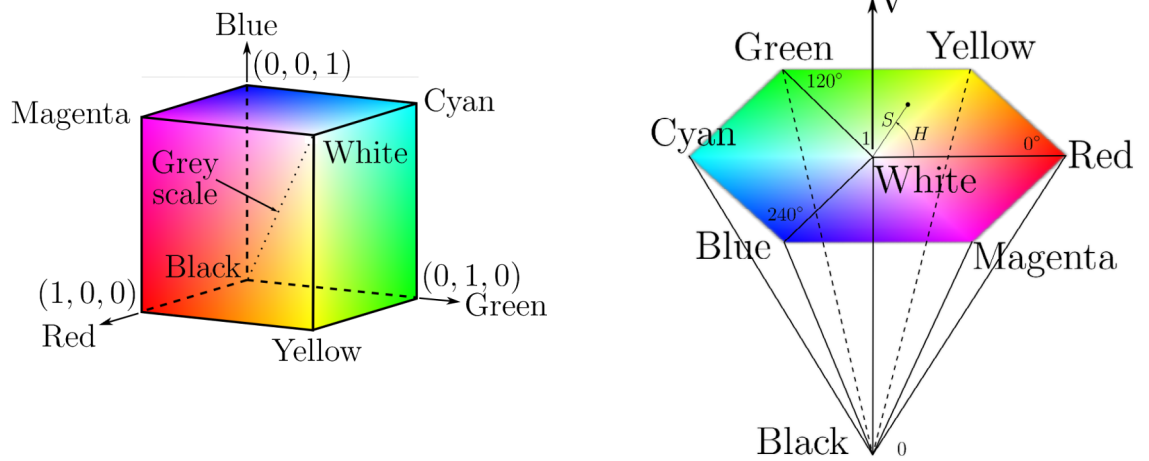 Blue
(0, 0, 1)
Magenta
Cyan
White
Grey
scale
Black
(1, 0, 0)
(0, 1, 0)
Red
Green
Yellow
V
Green
Yellow
120°
S
H
Cyan
1
0°
Red
White
240°
Blue
Magenta
Black
0